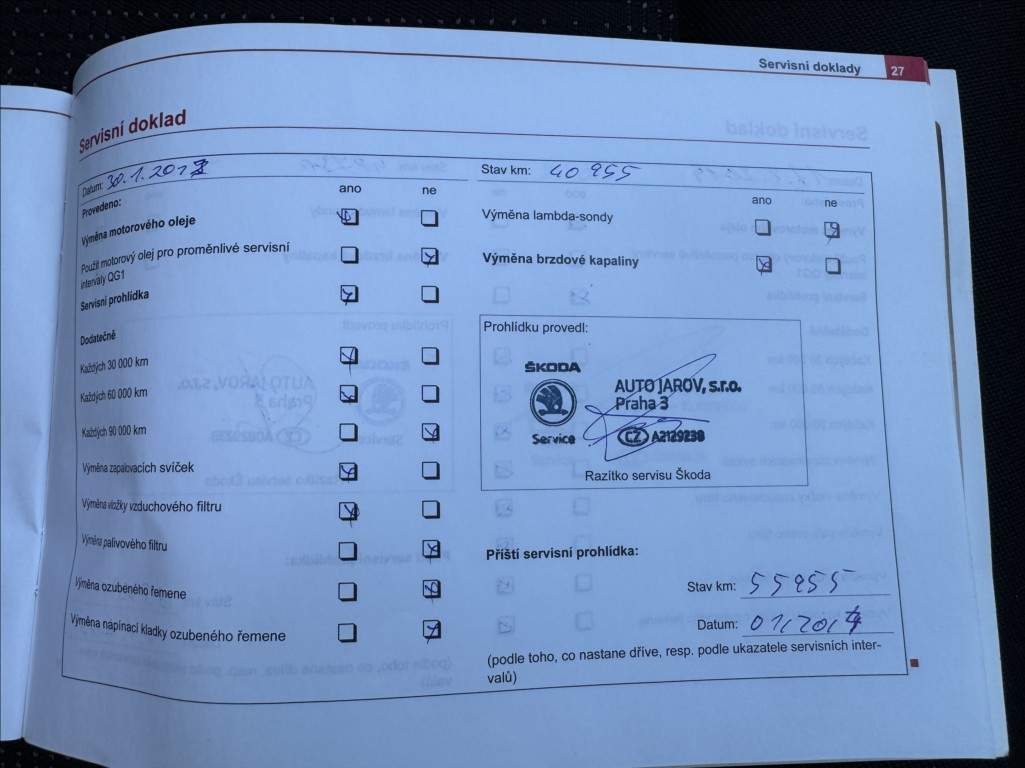 Servisní doklady 27
Servisní doklad
Datum: 30.1.201
Stav km: 40 955
Provedeno:
ano ne
Výměna motorového oleje
Použit motorový olej pro proměnlivé servisní
intervaly QG1
Servisní prohlídka
Dodatečně
Každých 30 000 km
Každých 60 000 km
Každých 90 000 km
Výměna zapalovacích svíček
Výměna vložky vzduchového filtru
Výměna palivového filtru
Výměna ozubeného řemene
Výměna napínací kladky ozubeného řemene
ano ne
Výměna lambda-sondy
Výměna brzdové kapaliny
Prohlídku provedl:
ŠKODA
Service
AUTO JAROV, s.r.o.
Praha 3
CZ A2129238
Razítko servisu Škoda
Příští servisní prohlídka:
Stav km: 55955
Datum: 01/201
(podle toho, co nastane dříve, resp. podle ukazatele servisních inter-
valů)